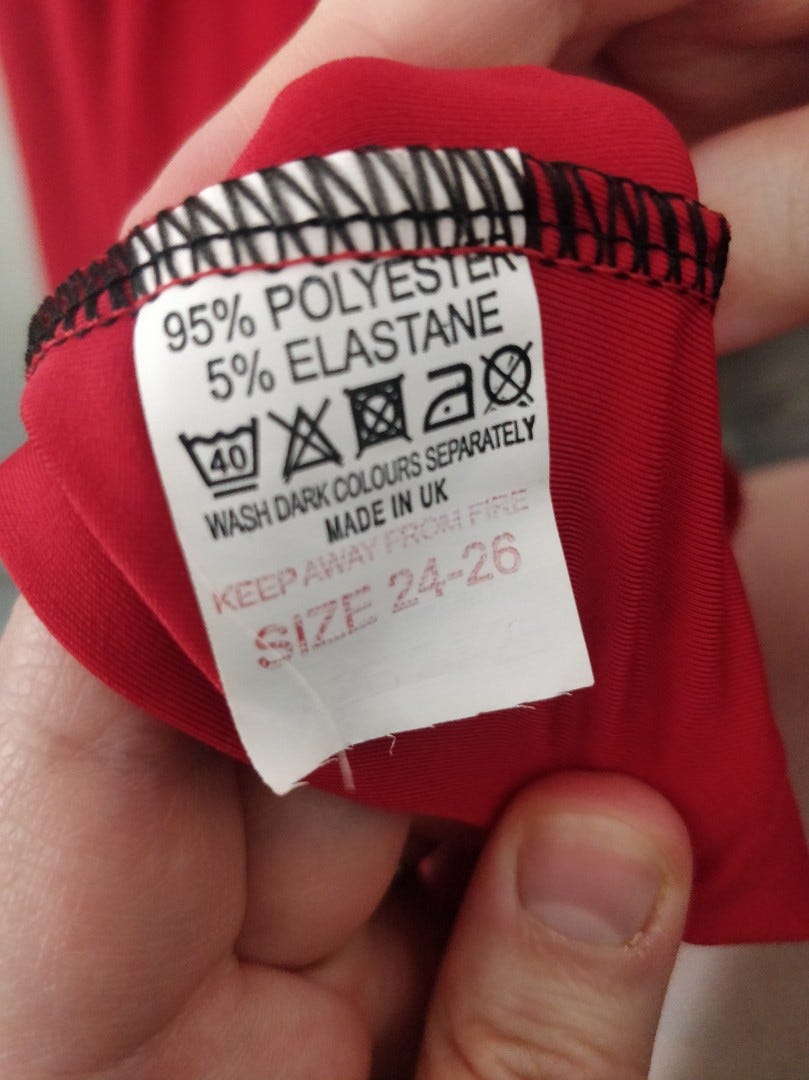 95% POLYESTER
5% ELASTANE
40
WASH DARK COLOURS SEPARATELY
MADE IN UK
KEEP AWAY FROM FIRE
SIZE 24-26